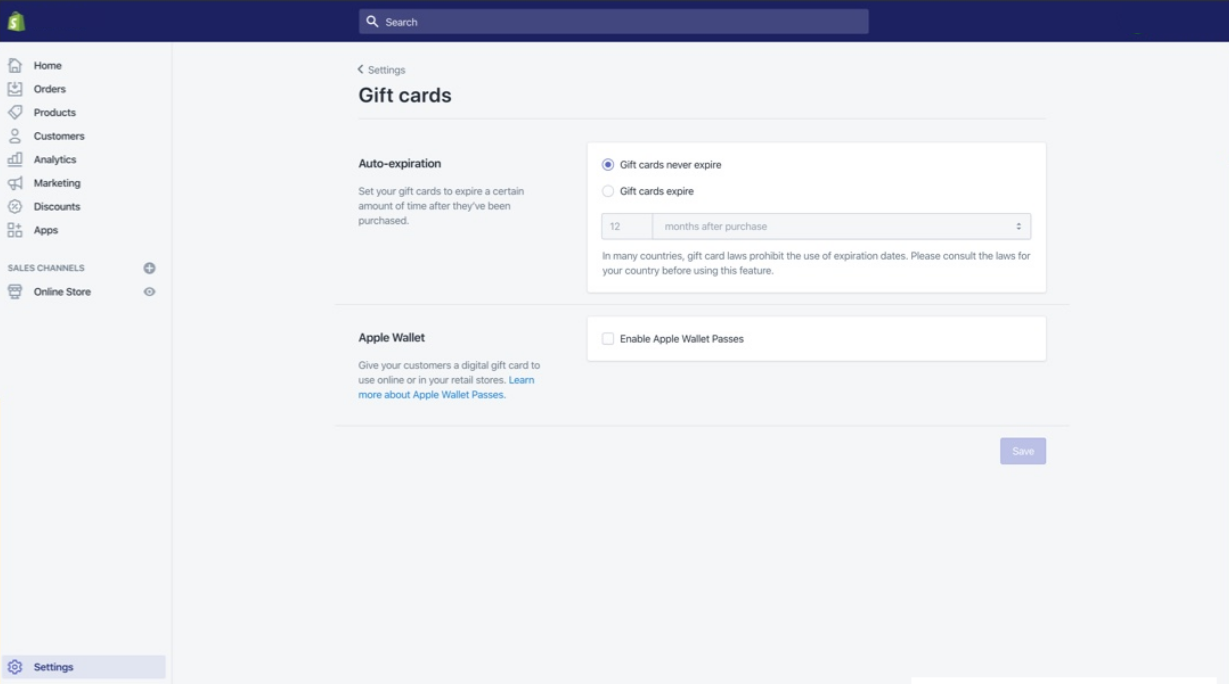 Search
Home
Orders
Products
Customers
Analytics
Marketing
Discounts
Apps
SALES CHANNELS
Online Store
Settings
Settings
Gift cards
Auto-expiration
Set your gift cards to expire a certain
amount of time after they've been
purchased.
Gift cards never expire
Gift cards expire
12 months after purchase
In many countries, gift card laws prohibit the use of expiration dates. Please consult the laws for
your country before using this feature.
Apple Wallet
Give your customers a digital gift card to
use online or in your retail stores. Learn
more about Apple Wallet Passes.
Enable Apple Wallet Passes
Save